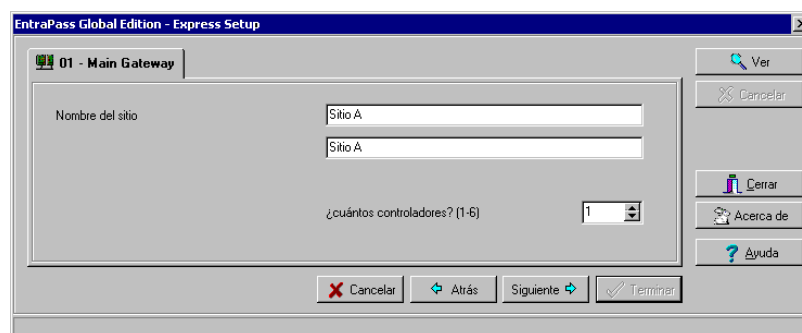 EntraPass Global Edition - Express Setup
01 - Main Gateway
Nombre del sitio
Sitio A
Sitio A
¿cuántos controladores? (1-6)
1
Cancelar
Atrás
Siguiente
Terminar
Ver
Cancelar
Cerrar
Acerca de
Ayuda